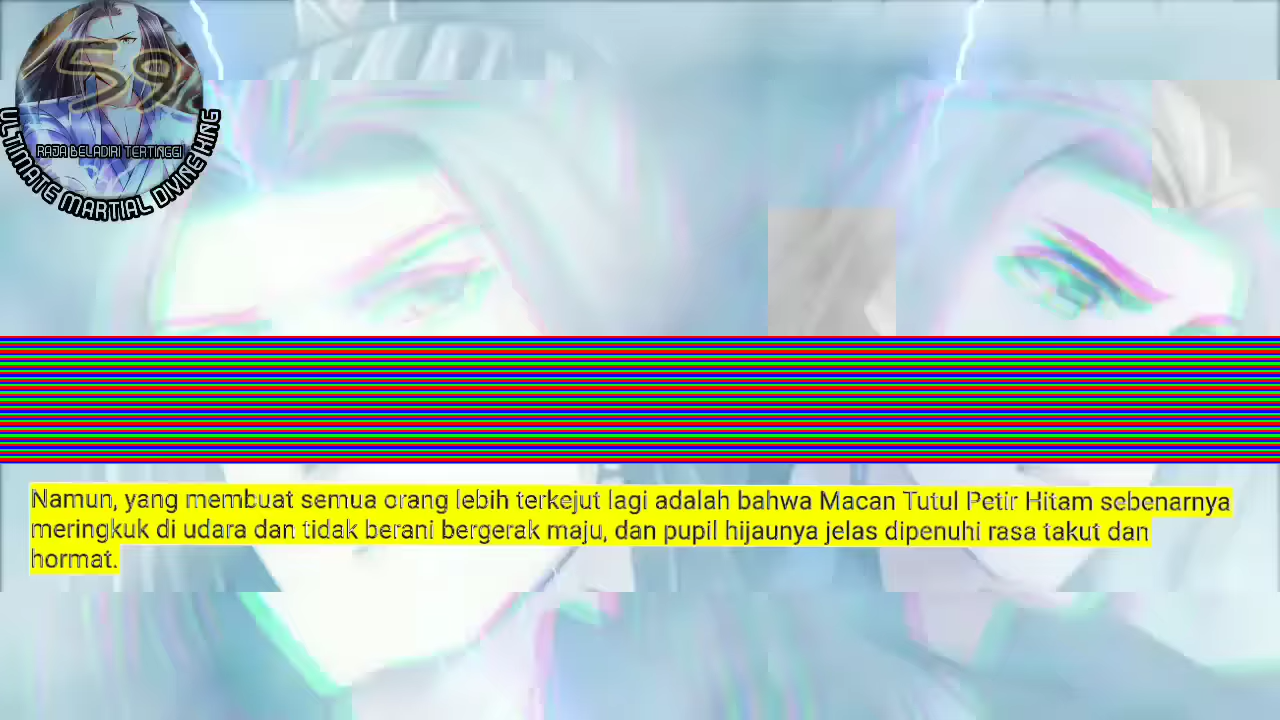 59
RAJA BELADIRI TERTINGGI
ULTIMATE MARTIAL DIVINE KING
Namun, yang membuat semua orang lebih terkejut lagi adalah bahwa Macan Tutul Petir Hitam sebenarnya
meringkuk di udara dan tidak berani bergerak maju, dan pupil hijaunya jelas dipenuhi rasa takut dan
hormat.